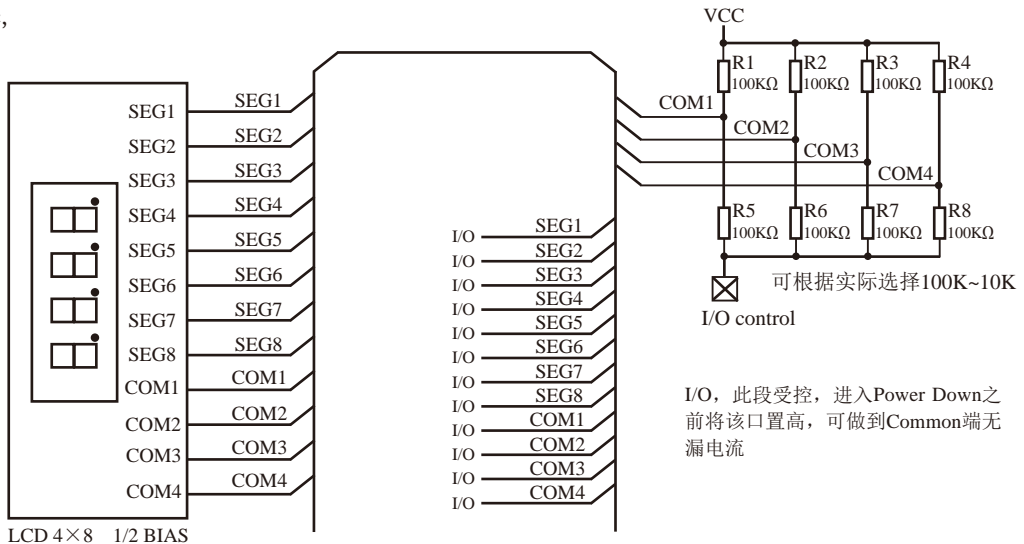 ,
VCC
R1
100KΩ
R2
100KΩ
R3
100KΩ
R4
100KΩ
COM1
COM2
COM3
COM4
R5
100KΩ
R6
100KΩ
R7
100KΩ
R8
100KΩ
可根据实际选择100K~10K
I/O control
I/O，此段受控，进入Power Down之
前将该口置高，可做到Common端无
漏电流
SEG1
SEG2
SEG3
SEG4
SEG5
SEG6
SEG7
SEG8
COM1
COM2
COM3
COM4
SEG1
SEG2
SEG3
SEG4
SEG5
SEG6
SEG7
SEG8
COM1
COM2
COM3
COM4
I/O SEG1
I/O SEG2
I/O SEG3
I/O SEG4
I/O SEG5
I/O SEG6
I/O SEG7
I/O SEG8
I/O COM1
I/O COM2
I/O COM3
I/O COM4
LCD 4×8 1/2 BIAS